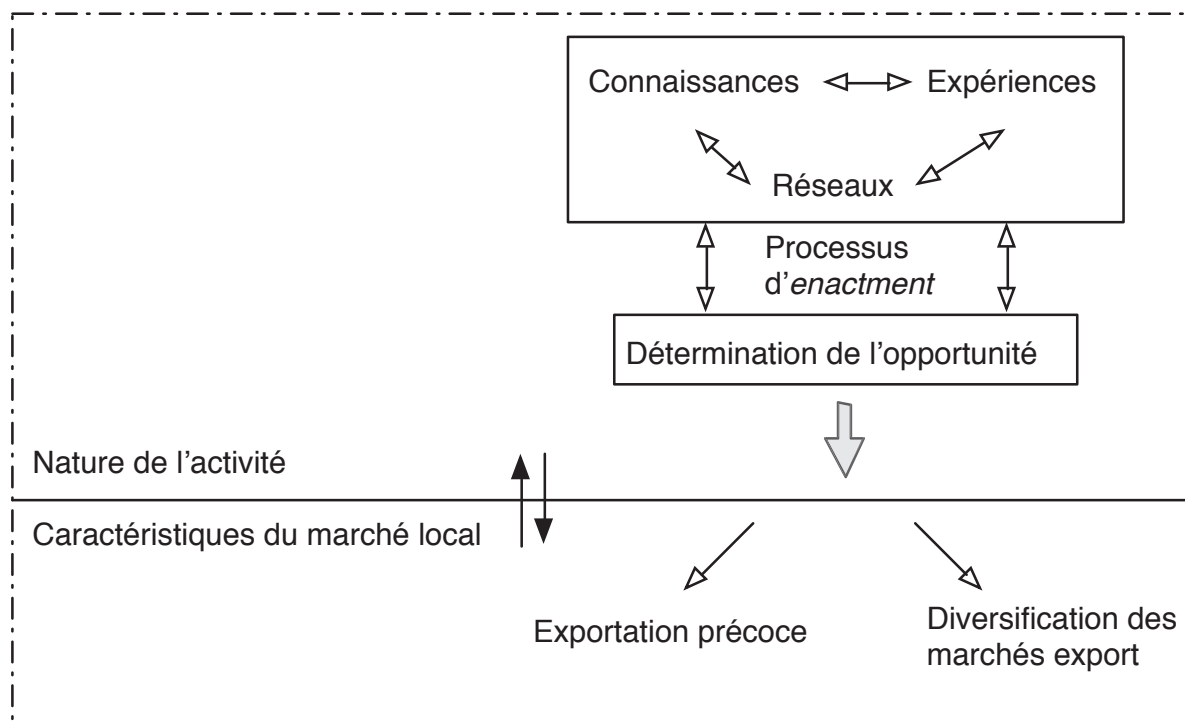 Connaissances Expériences
Réseaux
Processus
d’enactment
Détermination de l’opportunité
Nature de l’activité
Caractéristiques du marché local
Exportation précoce
Diversification des
marchés export